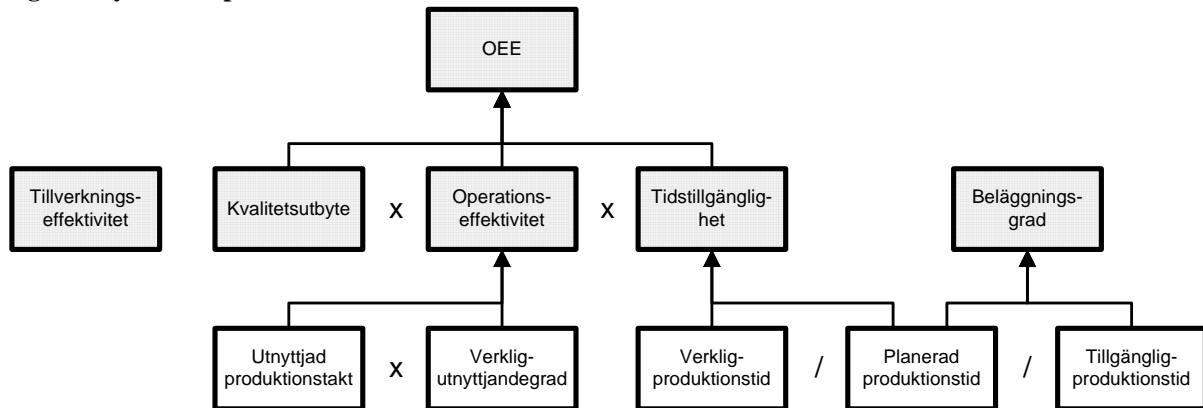 OEE
Tillverknings-
effektivitet
Kvalitetsutbyte
x
Operations-
effektivitet
x
Tidstillgänglig-
het
Beläggnings-
grad
Utnyttjad
produktionstakt
x
Verklig-
utnyttjandegrad
Verklig-
produktionstid
/
Planerad
produktionstid
/
Tillgänglig-
produktionstid